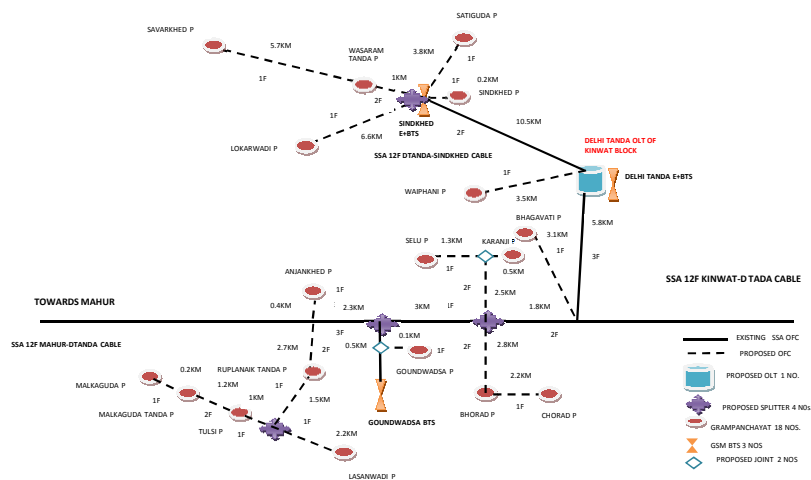 SATIGUDA P
SAVARKHED P
5.7KM
WASARAM
TANDA P
3.8KM
1F
1F
1KM
1F
0.2KM
SINDKHED P
2F
1F
SINDKHED
E+BTS
2F
10.5KM
6.6KM
LOKARWADI P
SSA 12F DTANDA-SINDKHED CABLE
DELHI TANDA OLT OF
KINWAT BLOCK
DELHI TANDA E+BTS
1F
WAIPHANI P
3.5KM
BHAGAVATI P
5.8KM
3.1KM
1F
3F
SELU P
1.3KM
KARANJI P
1F
0.5KM
2F
2.5KM
SSA 12F KINWAT-D TADA CABLE
ANJANKHED P
1F
0.4KM
2.3KM
3KM
1F
1.8KM
TOWARDS MAHUR
2F
3F
0.1KM
SSA 12F MAHUR-DTANDA CABLE
2.7KM
2F
0.5KM
1F
2F
2.8KM
GOUNDWADSA P
RUPLANAIK TANDA P
0.2KM
MALKAGUDA P
1.2KM
1F
1KM
1.5KM
1F
MALKAGUDA TANDA P
2F
TULSI P
1F
1F
GOUNDWADSA BTS
2.2KM
BHORAD P
1F
CHORAD P
2.2KM
LASANWADI P
EXISTING SSA OFC
PROPOSED OFC
PROPOSED OLT 1 NO.
PROPOSED SPLITTER 4 N0s
GRAMPANCHAYAT 18 NOS.
GSM BTS 3 NOS
PROPOSED JOINT 2 NOS